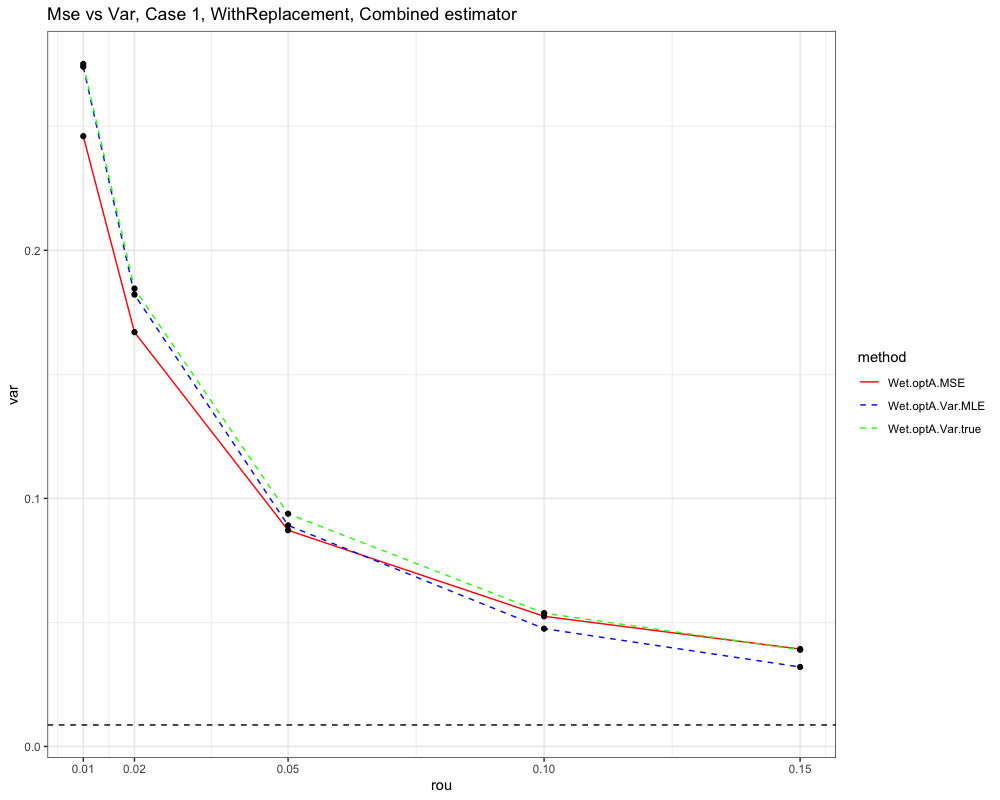 Mse vs Var, Case 1, WithReplacement, Combined estimator
var
0.2
0.1
0.0
0.01 0.02 0.05 0.10 0.15
rou
method
Wet.optA.MSE
Wet.optA.Var.MLE
Wet.optA.Var.true